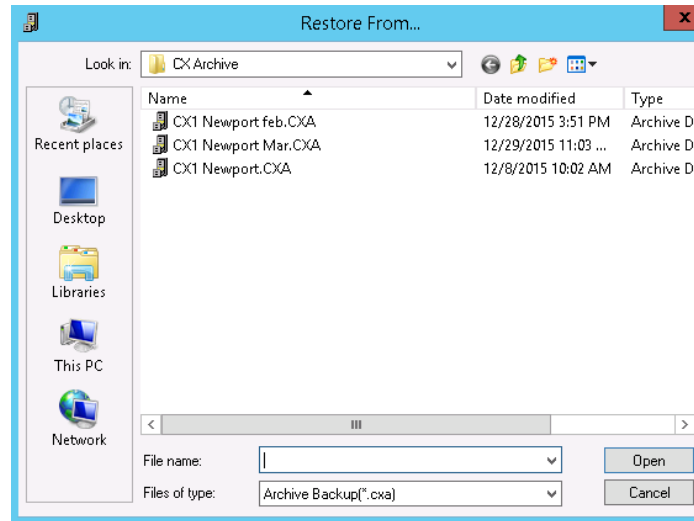 Restore From...
x
Look in: CX Archive
Name Date modified Type
CX1 Newport feb.CXA 12/28/2015 3:51 PM Archive D
CX1 Newport Mar.CXA 12/29/2015 11:03 ... Archive D
CX1 Newport.CXA 12/8/2015 10:02 AM Archive D
Recent places
Desktop
Libraries
This PC
Network
File name: Open
Files of type: Archive Backup(*.cxa) Cancel